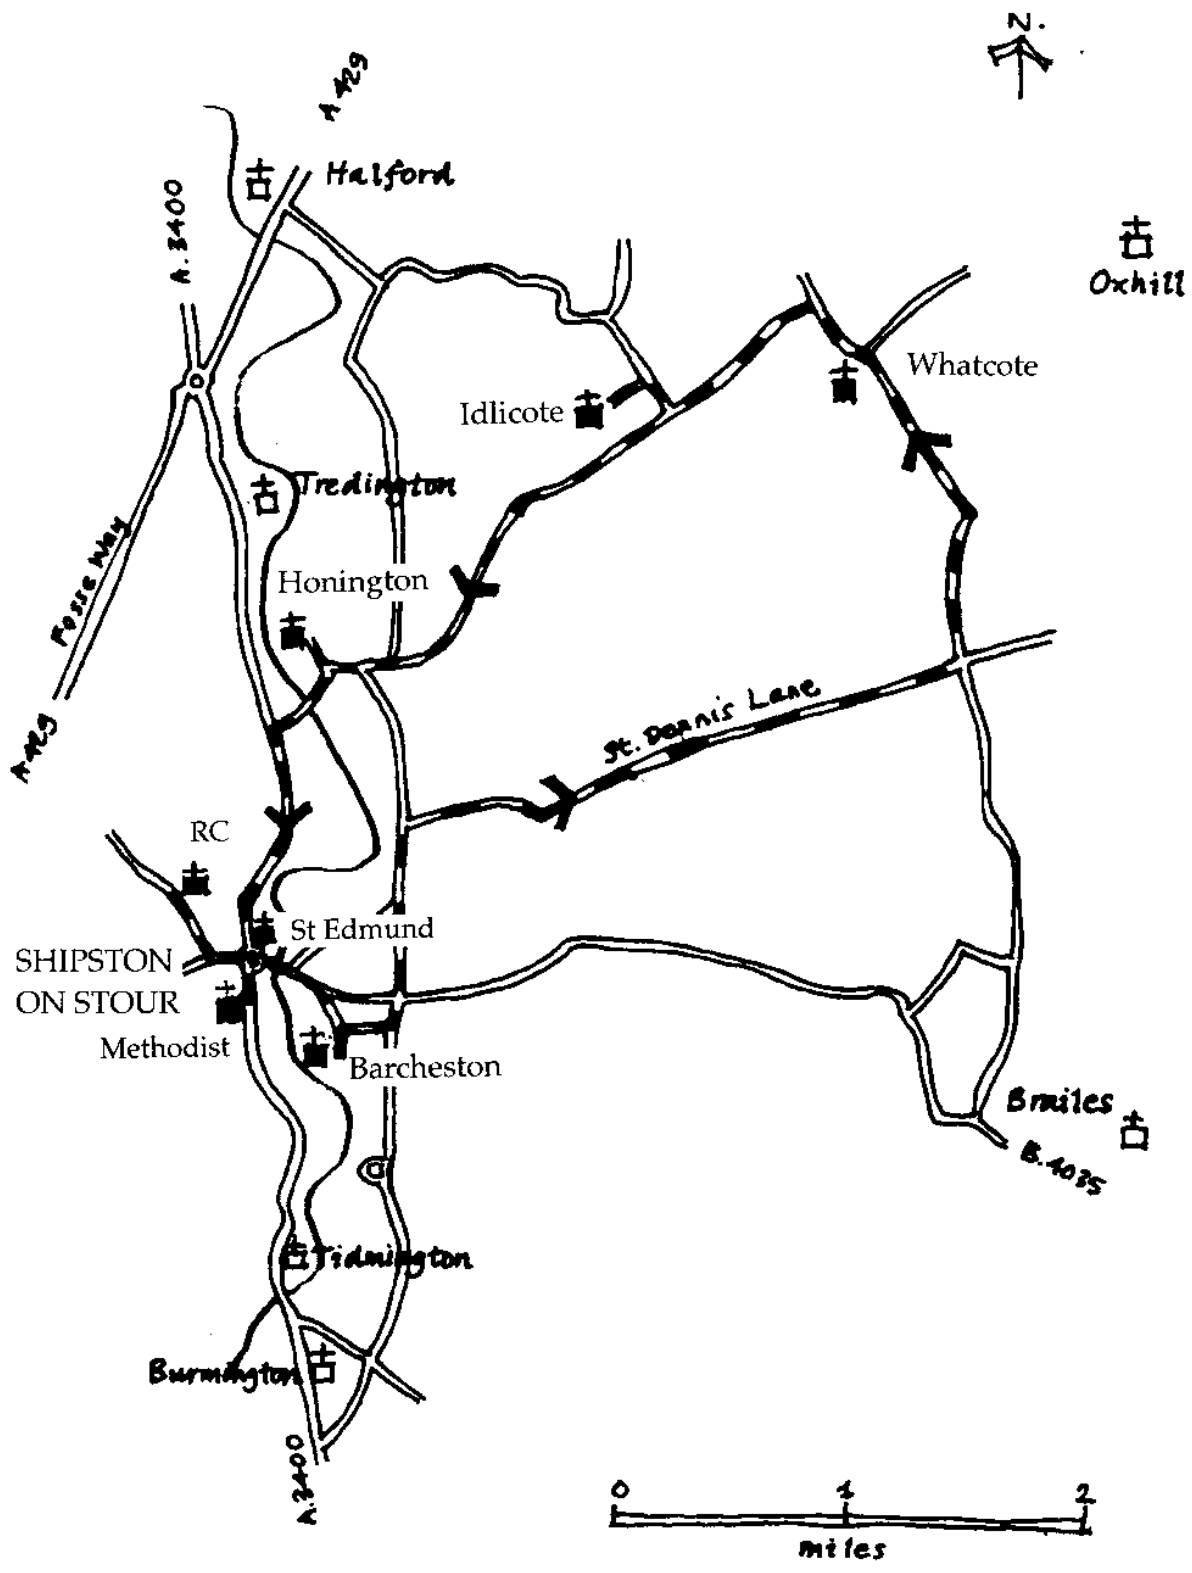 N.
A 429
Halford
A.3400
Oxhill
Whatcote
Idlicote
Tredington
Fosse Way
Honington
St. Dennis Lane
A 429
RC
St Edmund
SHIPSTON
ON STOUR
Methodist
Barcheston
Brailes
B.4035
Tidmington
Burmington
A.3400
0 1 2
miles